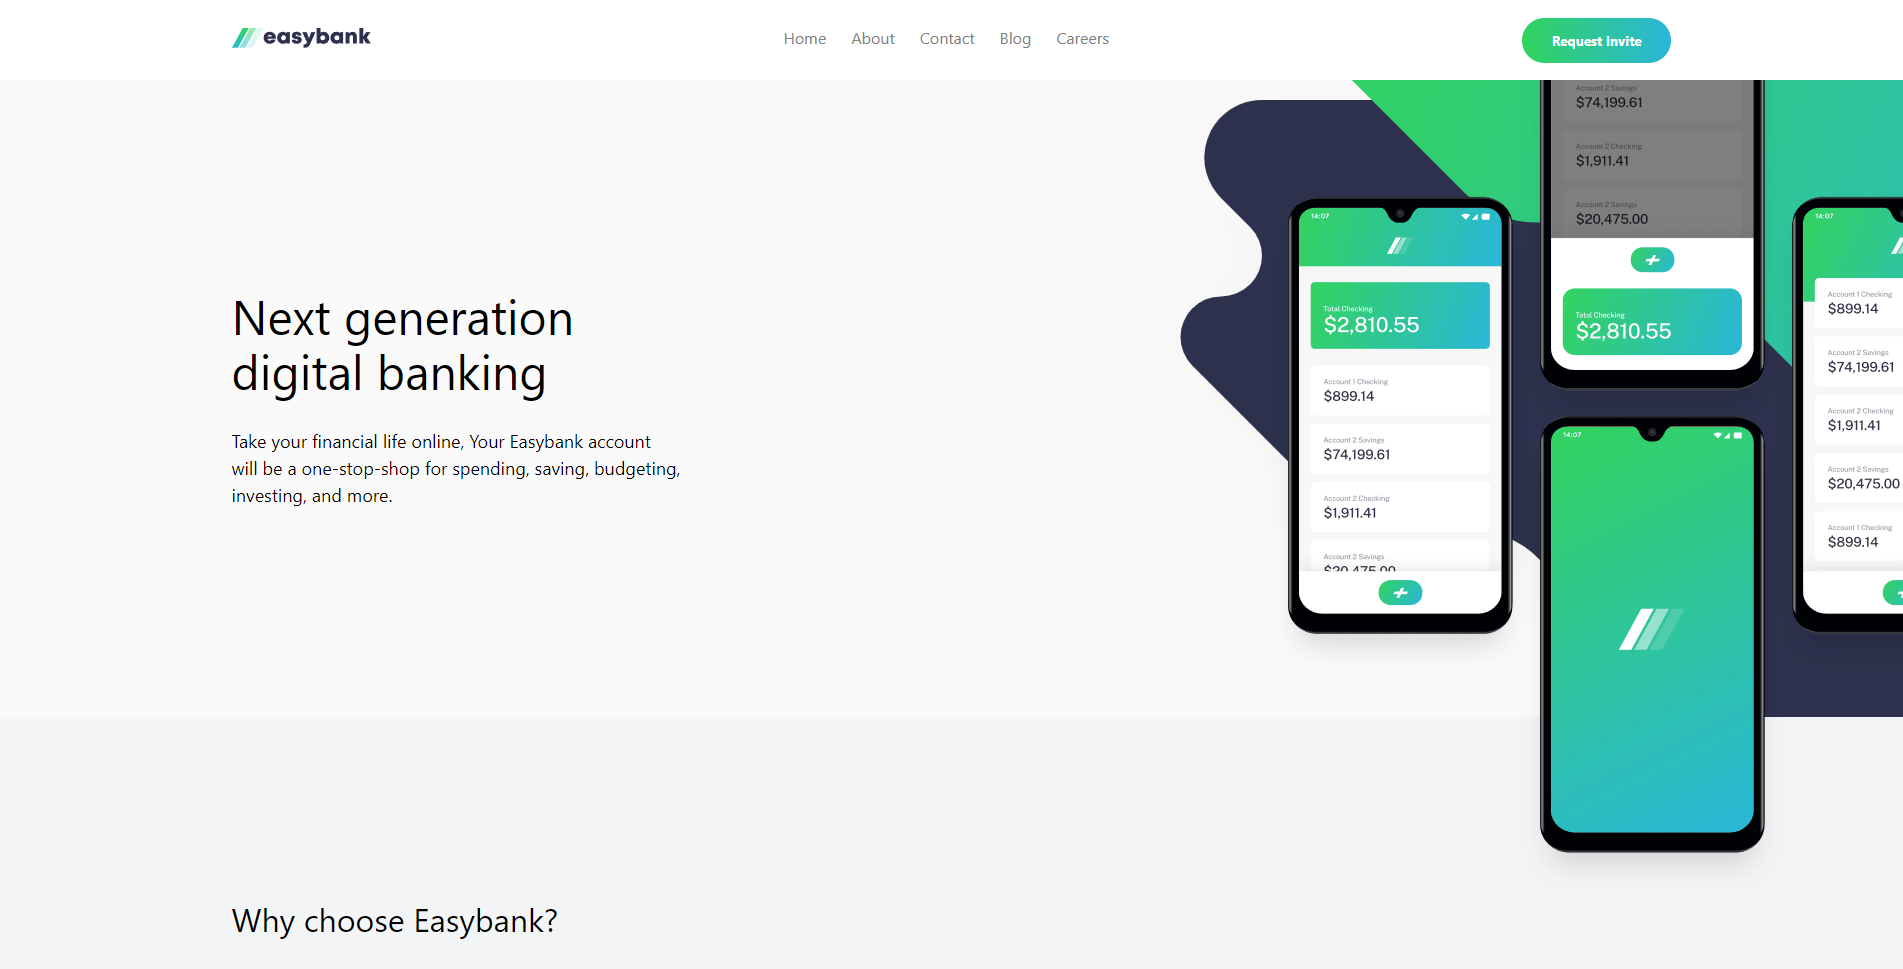 easybank
Home About Contact Blog Careers
Request Invite
Next generation
digital banking
Take your financial life online, Your Easybank account
will be a one-stop-shop for spending, saving, budgeting,
investing, and more.
14:07
Total Checking
$2,810.55
Account 1 Checking
$899.14
Account 2 Savings
$74,199.61
Account 2 Checking
$1,911.41
Account 2 Savings
$20,475.00
Account 2 Savings
$74,199.61
Account 2 Checking
$1,911.41
Account 2 Savings
$20,475.00
Total Checking
$2,810.55
14:07
14:07
Account 1 Checking
$899.14
Account 2 Savings
$74,199.61
Account 2 Checking
$1,911.41
Account 2 Savings
$20,475.00
Account 1 Checking
$899.14
Why choose Easybank?